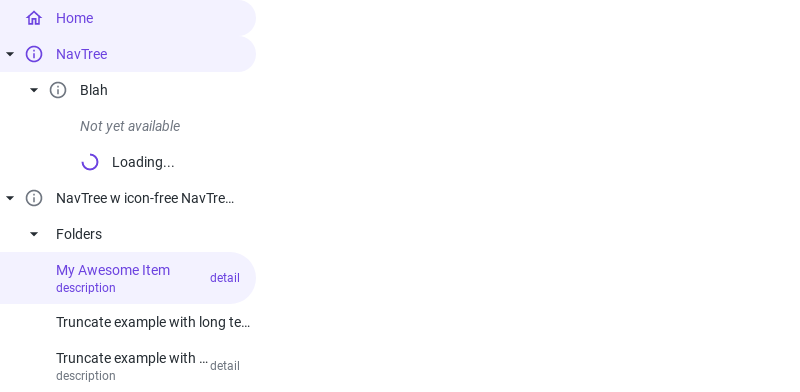 Home
NavTree
Blah
Not yet available
Loading...
NavTree w icon-free NavTre...
Folders
My Awesome Item
detail
description
Truncate example with long te...
Truncate example with ...
detail
description